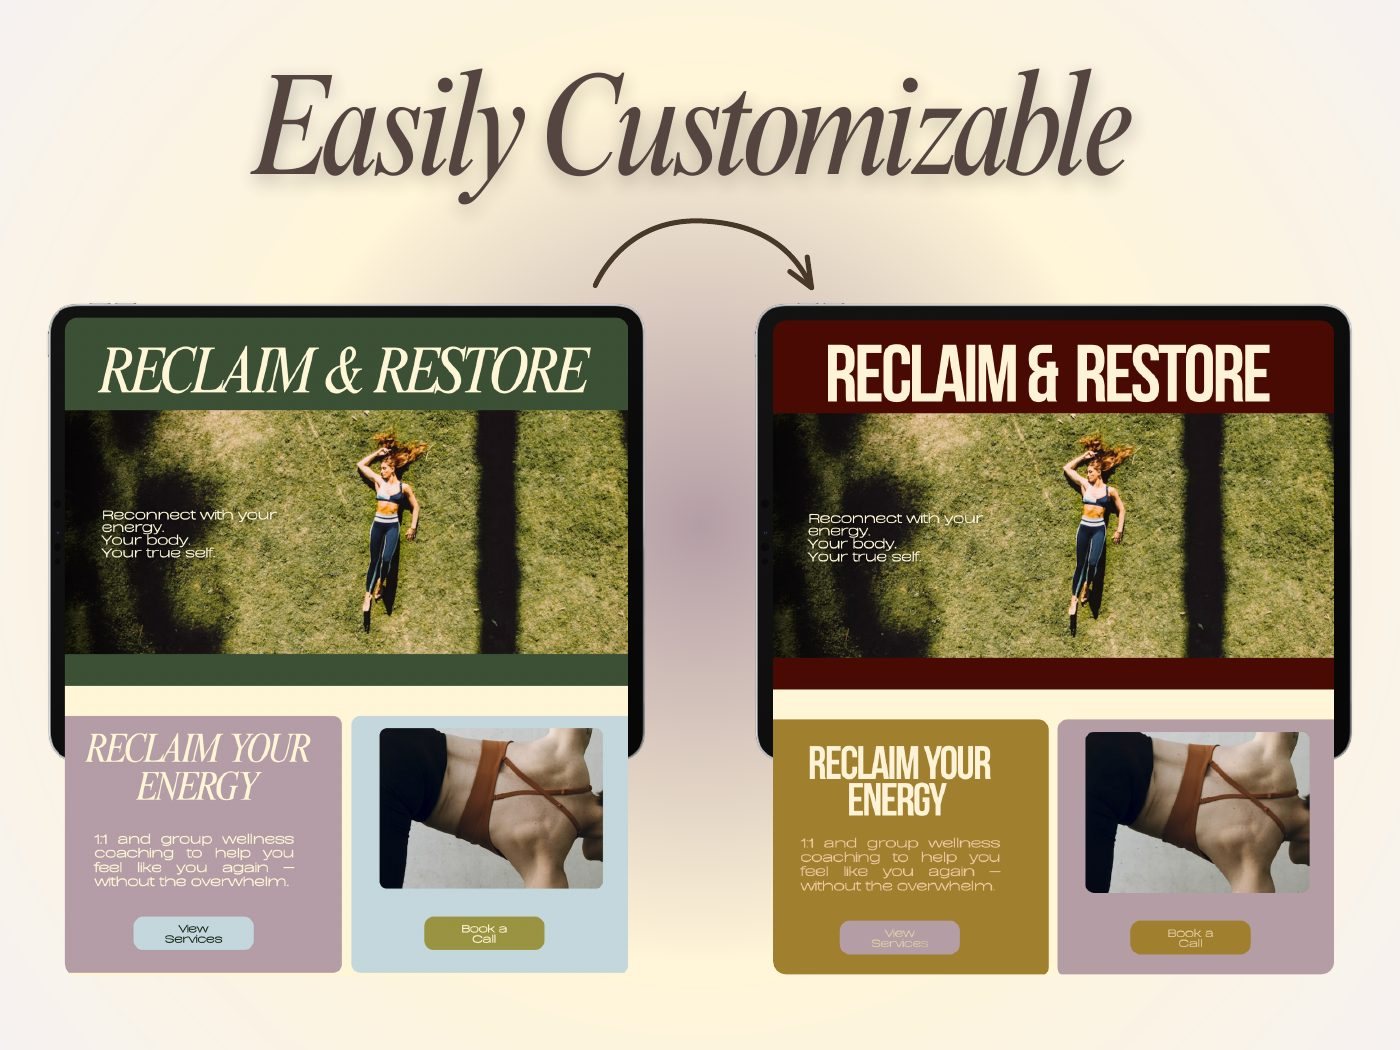 Easily Customizable
RECLAIM & RESTORE
Reconnect with your
energy.
Your body.
Your true self.
RECLAIM YOUR
ENERGY
1:1 and group wellness
coaching to help you
feel like you again –
without the overwhelm.
View
Services
Book a
Call
RECLAIM & RESTORE
Reconnect with your
energy.
Your body.
Your true self.
RECLAIM YOUR
ENERGY
1:1 and group wellness
coaching to help you
feel like you again –
without the overwhelm.
View
Services
Book a
Call